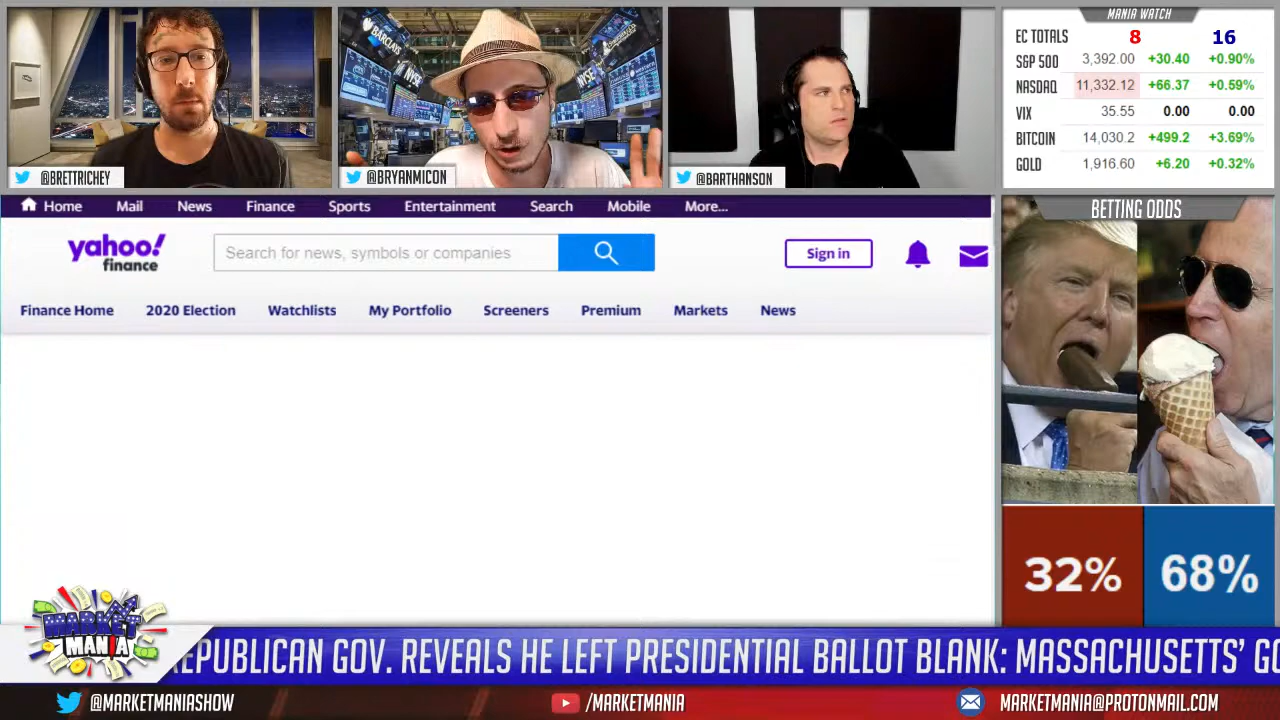 BARCLAYS
NYSE
NYSE
@BRETTRICHEY
@BRYANMICON
@BARTHANSON
MANIA WATCH
EC TOTALS 8 16
S&P 500 3,392.00 +30.40 +0.90%
NASDAQ 11,332.12 +66.37 +0.59%
VIX 35.55 0.00 0.00
BITCOIN 14,030.2 +499.2 +3.69%
GOLD 1,916.60 +6.20 +0.32%
Home Mail News Finance Sports Entertainment Search Mobile More...
yahoo!
finance
Search for news, symbols or companies
Sign in
Finance Home 2020 Election Watchlists My Portfolio Screeners Premium Markets News
BETTING ODDS
32% 68%
MARKET
MANIA
REPUBLICAN GOV. REVEALS HE LEFT PRESIDENTIAL BALLOT BLANK: MASSACHUSETTS' GO
@MARKETMANIASHOW /MARKETMANIA MARKETMANIA@PROTONMAIL.COM